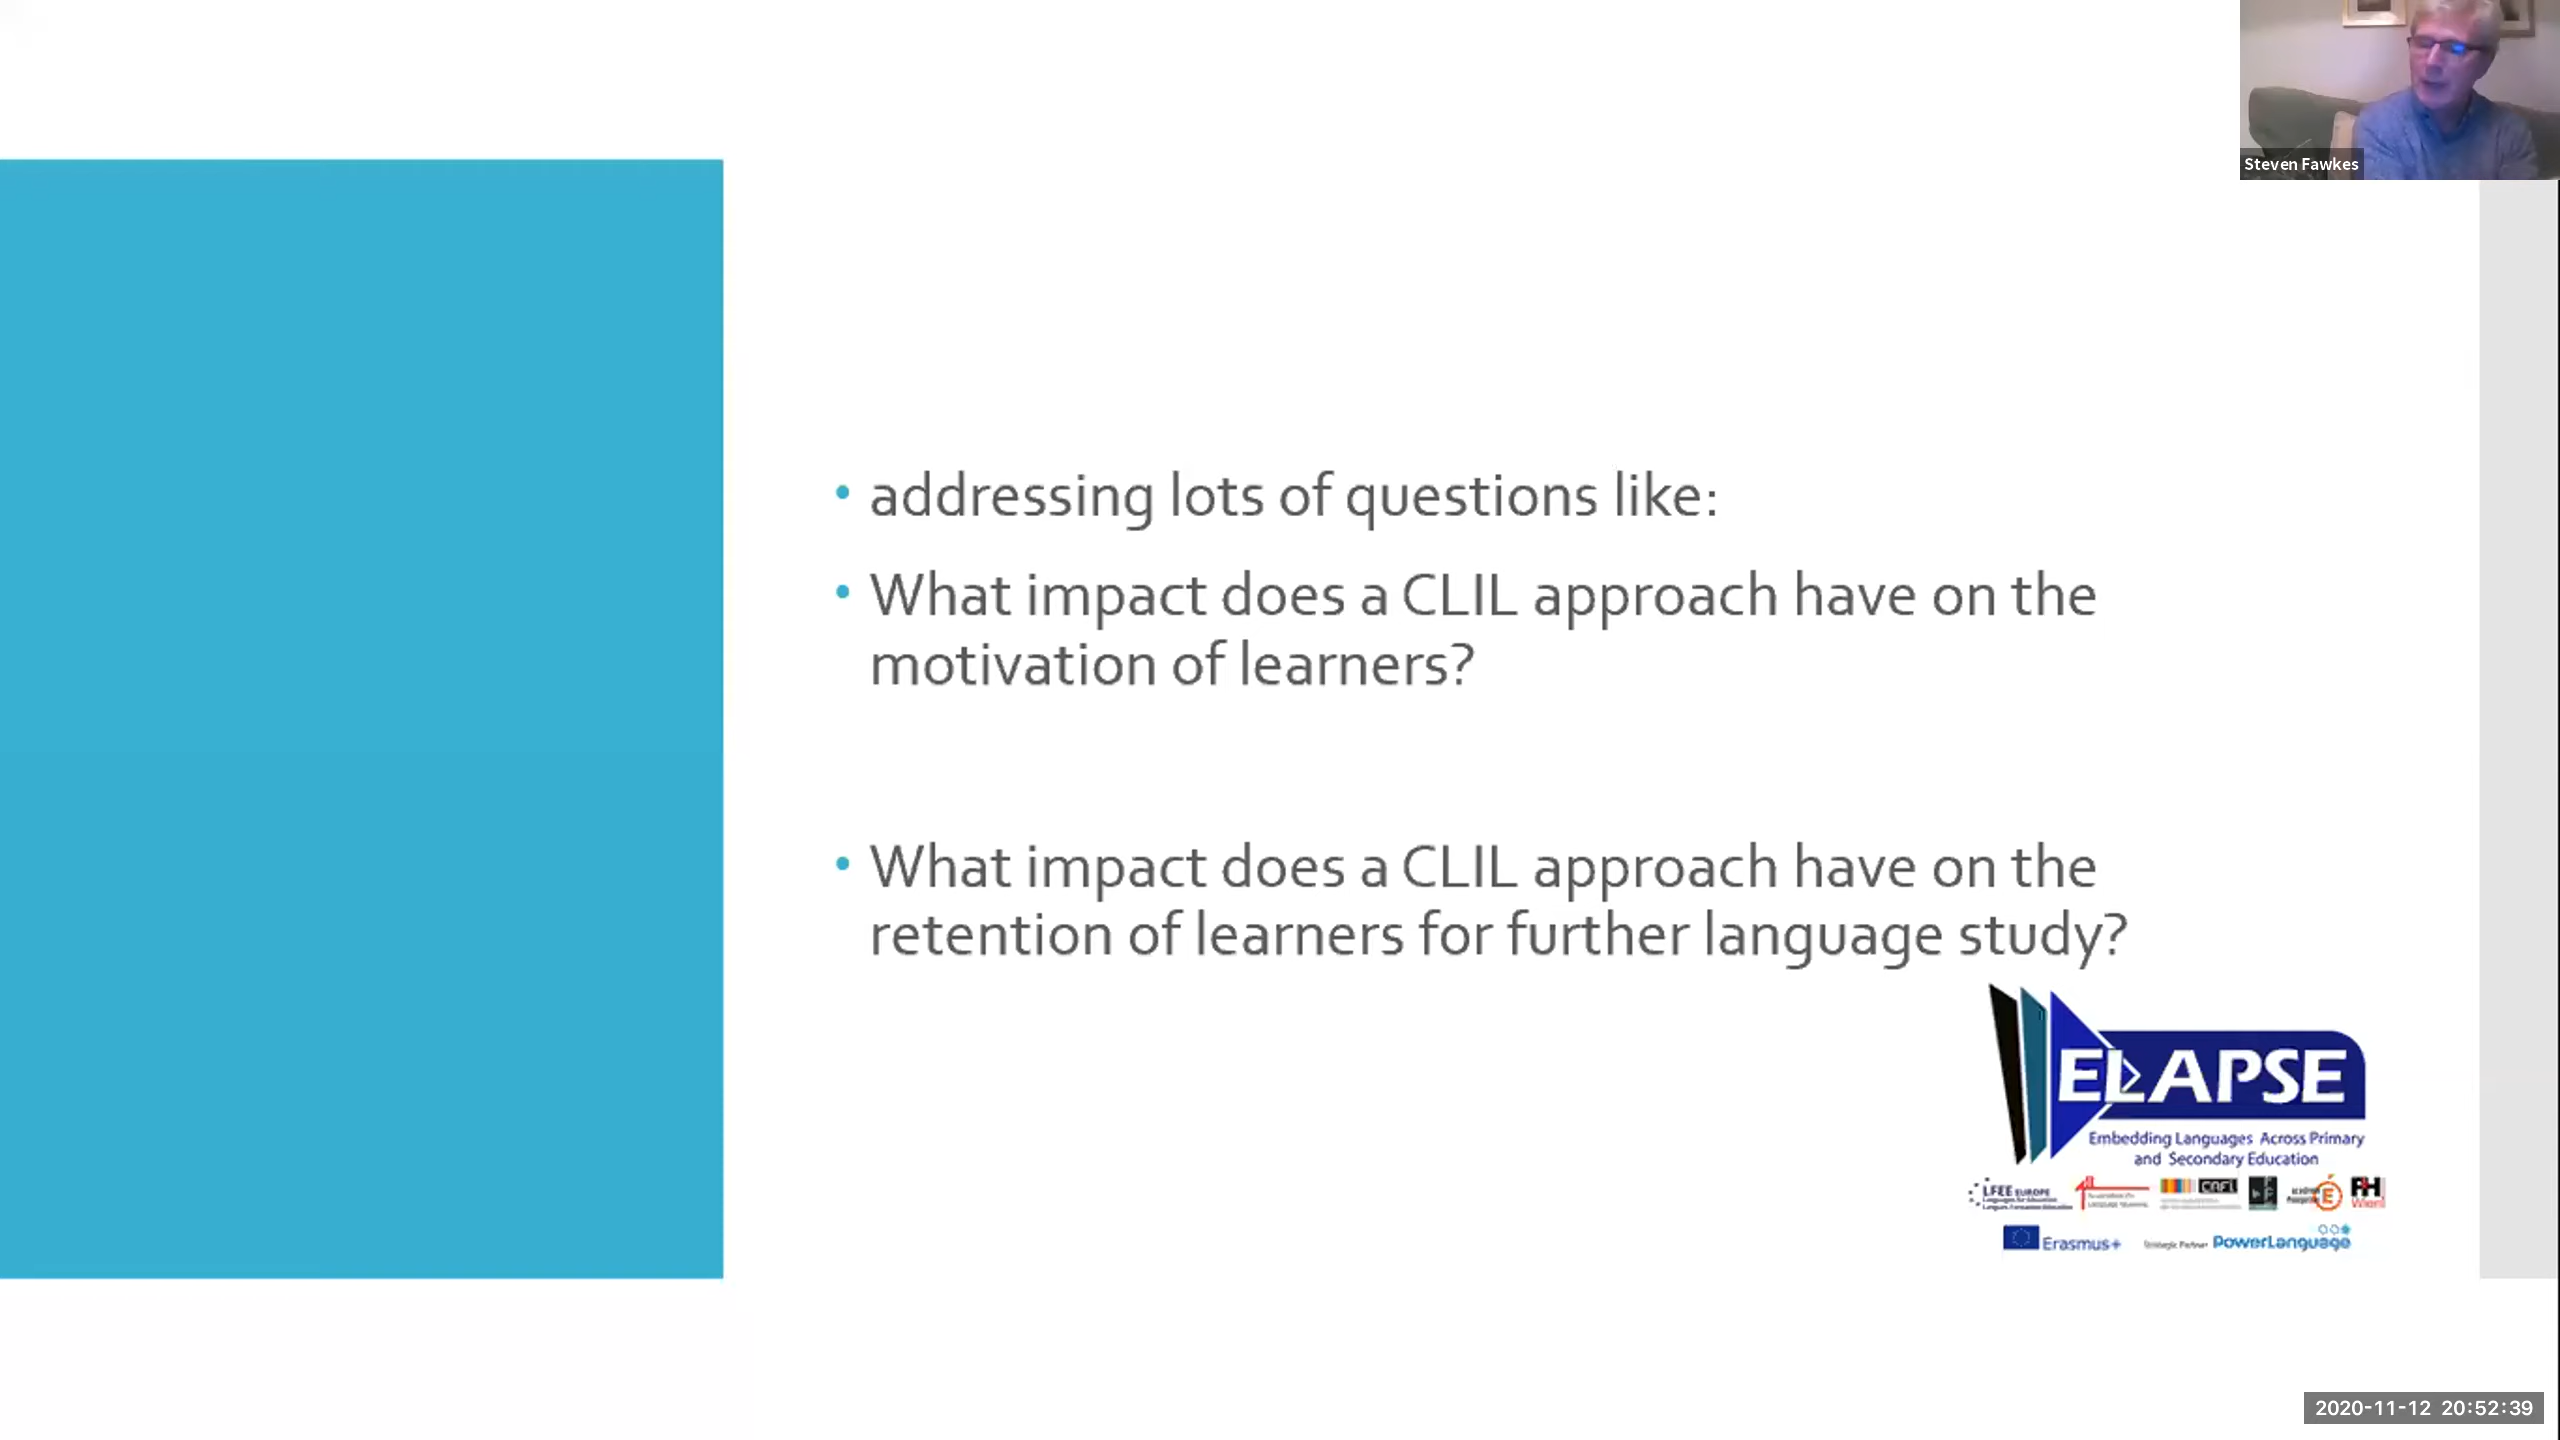 Steven Fawkes
• addressing lots of questions like:
• What impact does a CLIL approach have on the
motivation of learners?
• What impact does a CLIL approach have on the
retention of learners for further language study?
ELAPSE
Embedding Languages Across Primary
and Secondary Education
LFEE EUROPE
Erasmus+
Strategic Partner PowerLanguage
2020-11-12 20:52:39